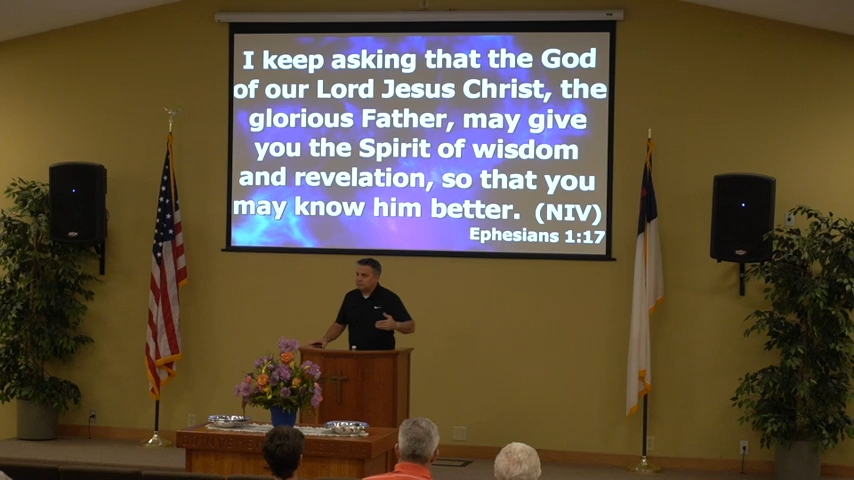 I keep asking that the God
of our Lord Jesus Christ, the
glorious Father, may give
you the Spirit of wisdom
and revelation, so that you
may know him better. (NIV)
Ephesians 1:17